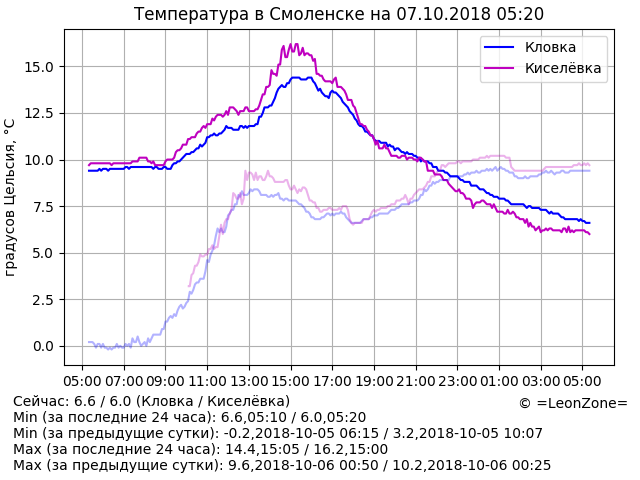 Температура в Смоленске на 07.10.2018 05:20
градусов Цельсия, °C
15.0
12.5
10.0
7.5
5.0
2.5
0.0
Кловка
Киселёвка
05:00 07:00 09:00 11:00 13:00 15:00 17:00 19:00 21:00 23:00 01:00 03:00 05:00
Сейчас: 6.6 / 6.0 (Кловка / Киселёвка)
© =LeonZone=
Min (за последние 24 часа): 6.6,05:10 / 6.0,05:20
Min (за предыдущие сутки): -0.2,2018-10-05 06:15 / 3.2,2018-10-05 10:07
Max (за последние 24 часа): 14.4,15:05 / 16.2,15:00
Max (за предыдущие сутки): 9.6,2018-10-06 00:50 / 10.2,2018-10-06 00:25